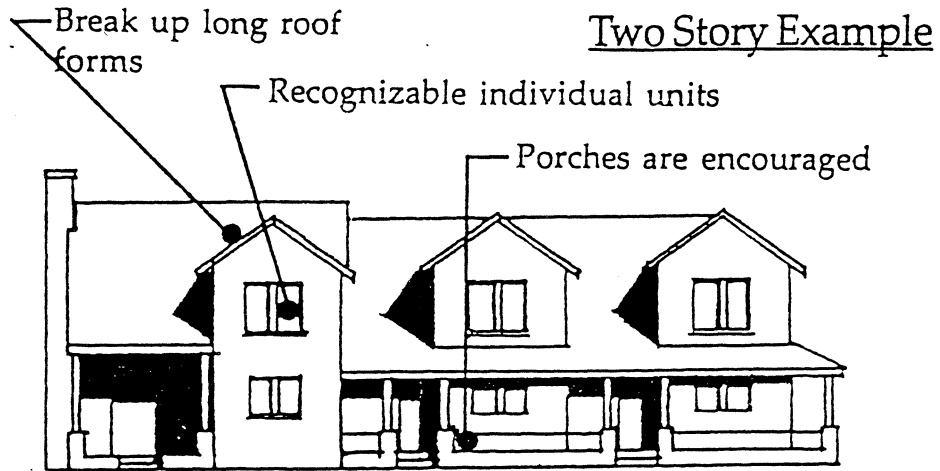 Break up long roof
forms
Two Story Example
Recognizable individual units
Porches are encouraged